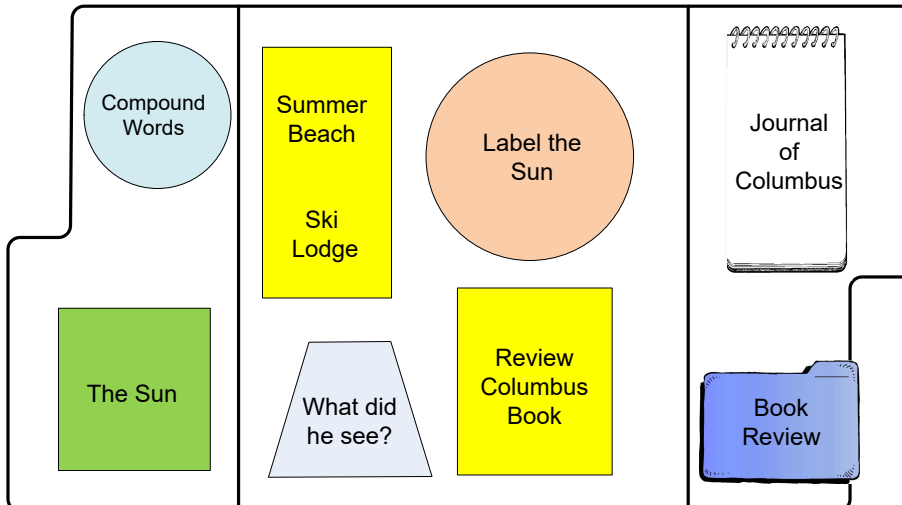 Compound
Words
The Sun
Summer
Beach
Ski
Lodge
Label the
Sun
What did
he see?
Review
Columbus
Book
Journal
of
Columbus
Book
Review